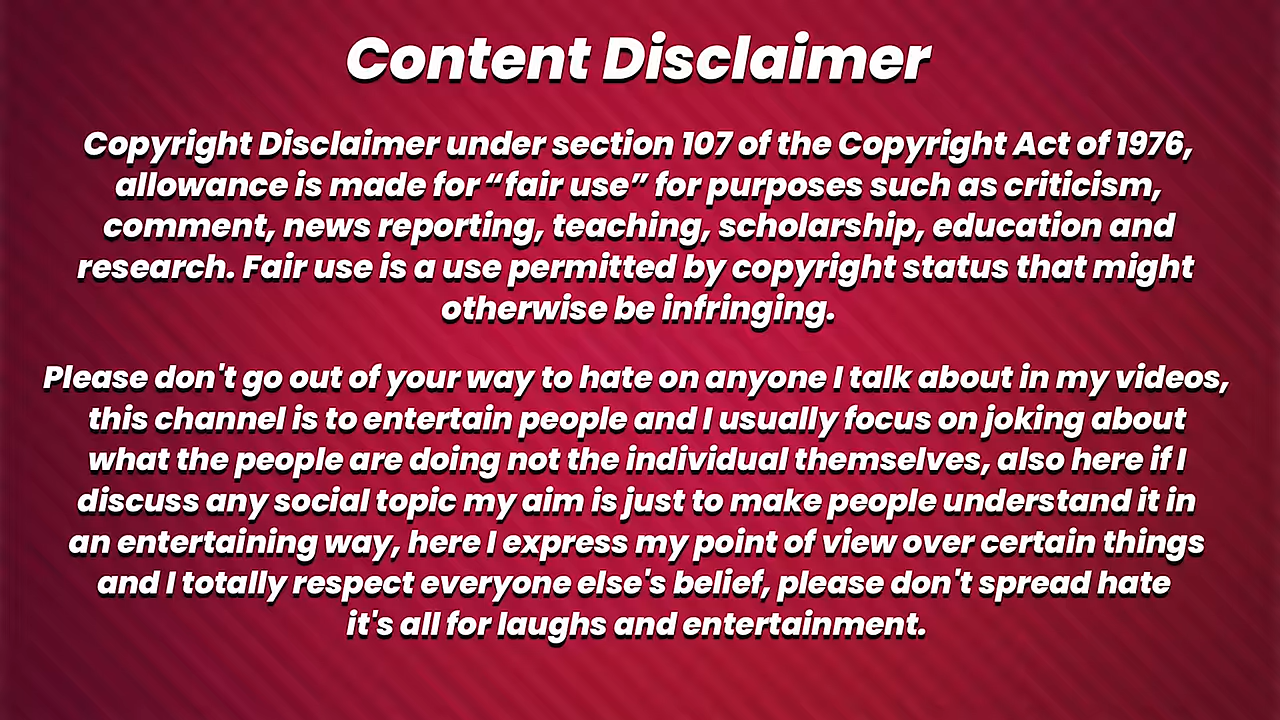 Content Disclaimer
Copyright Disclaimer under section 107 of the Copyright Act of 1976,
allowance is made for “fair use” for purposes such as criticism,
comment, news reporting, teaching, scholarship, education and
research. Fair use is a use permitted by copyright status that might
otherwise be infringing.
Please don't go out of your way to hate on anyone I talk about in my videos,
this channel is to entertain people and I usually focus on joking about
what the people are doing not the individual themselves, also here if I
discuss any social topic my aim is just to make people understand it in
an entertaining way, here I express my point of view over certain things
and I totally respect everyone else's belief, please don't spread hate
it's all for laughs and entertainment.